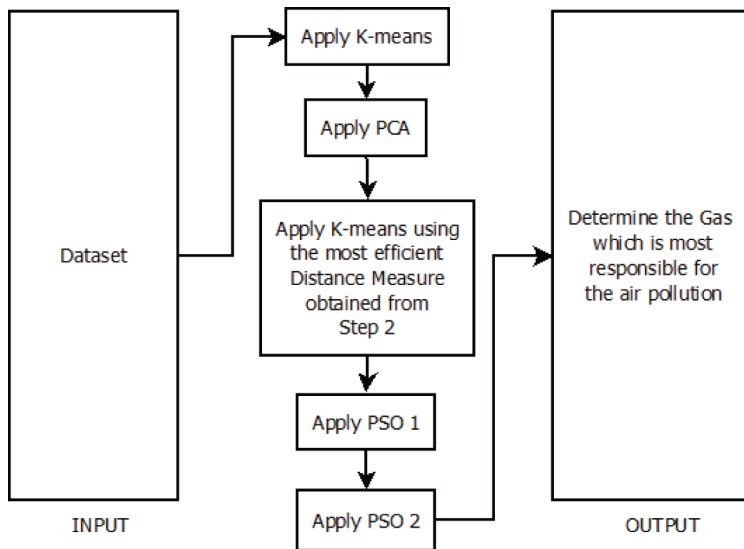 Dataset
INPUT
Apply K-means
Apply PCA
Apply K-means using
the most efficient
Distance Measure
obtained from
Step 2
Apply PSO 1
Apply PSO 2
Determine the Gas
which is most
responsible for
the air pollution
OUTPUT